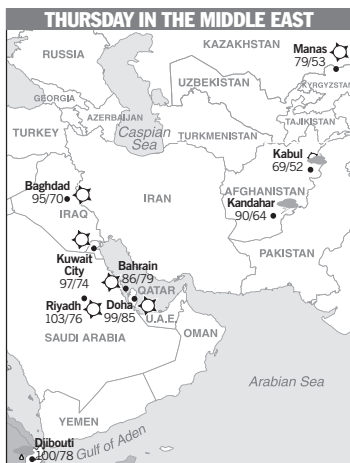 THURSDAY IN THE MIDDLE EAST
KAZAKHSTAN
Manas
79/53
RUSSIA
UZBEKISTAN
KYRGYZSTAN
GEORGIA
AZERBAIJAN
TAJIKISTAN
TURKEY
Caspian
Sea
TURKMENISTAN
Kabul
69/52
Baghdad
95/70
IRAQ
IRAN
AFGHANISTAN
Kandahar
90/64
Kuwait
City
97/74
PAKISTAN
Bahrain
86/79
QATAR
Riyadh
103/76
Doha
99/85
U.A.E.
SAUDI ARABIA
OMAN
Arabian Sea
YEMEN
Djibouti
100/78
Gulf of Aden